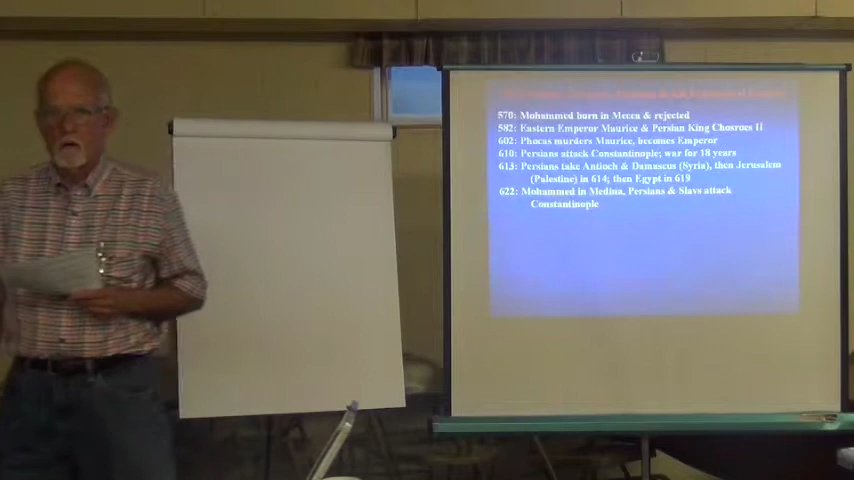 570: Mohammed born in Mecca & rejected
582: Eastern Emperor Maurice & Persian King Chosroes II
602: Phocas murders Maurice, becomes Emperor
610: Persians attack Constantinople; war for 18 years
613: Persians take Antioch & Damascus (Syria), then Jerusalem
(Palestine) in 614; then Egypt in 619
622: Mohammed in Medina, Persians & Slavs attack
Constantinople